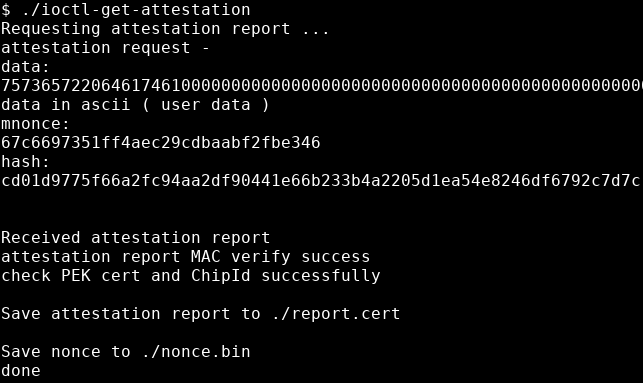 $ ./ioctl-get-attestation
Requesting attestation report ...
attestation request -
data:
7573657220646174610000000000000000000000000000000000000000000000
data in ascii ( user data )
mnonce:
67c6697351ff4aec29cdbaabf2fbe346
hash:
cd01d9775f66a2fc94aa2df90441e66b233b4a2205d1ea54e8246df6792c7d7c
Received attestation report
attestation report MAC verify success
check PEK cert and ChipId successfully
Save attestation report to ./report.cert
Save nonce to ./nonce.bin
done